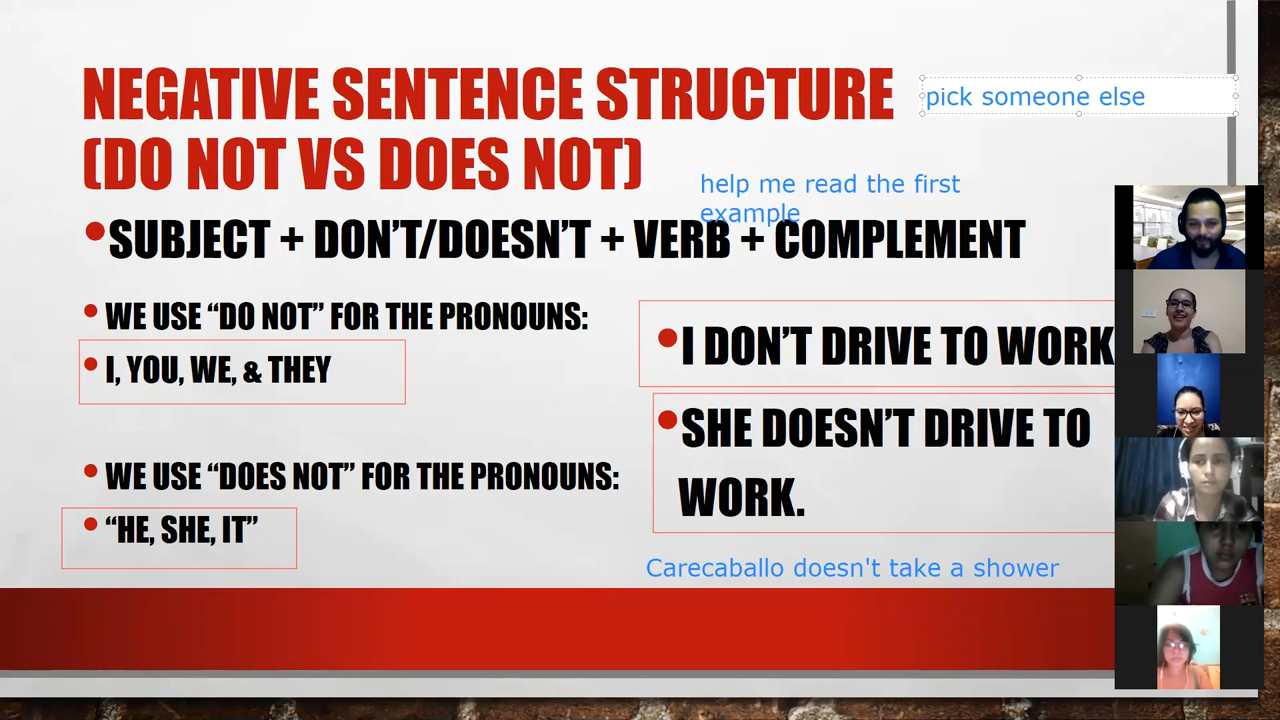 NEGATIVE SENTENCE STRUCTURE
(DO NOT VS DOES NOT)
pick someone else
help me read the first
example
SUBJECT + DON'T/DOESN'T + VERB + COMPLEMENT
WE USE “DO NOT” FOR THE PRONOUNS:
I, YOU, WE, & THEY
WE USE “DOES NOT” FOR THE PRONOUNS:
“HE, SHE, IT”
I DON'T DRIVE TO WORK
SHE DOESN'T DRIVE TO
WORK.
Carecaballo doesn't take a shower